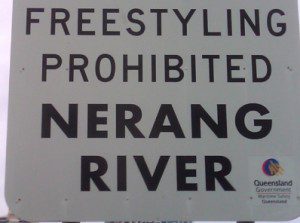 FREESTYLING
PROHIBITED
NERANG
RIVER
Queensland
Government
Maritime Safety
Queensland